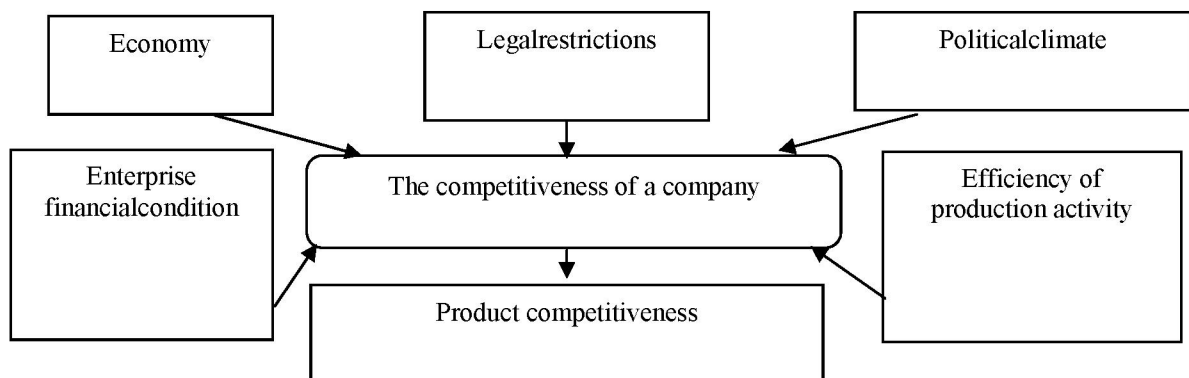 Economy
Legalrestrictions
Politicalclimate
Enterprise
financialcondition
The competitiveness of a company
Efficiency of
production activity
Product competitiveness